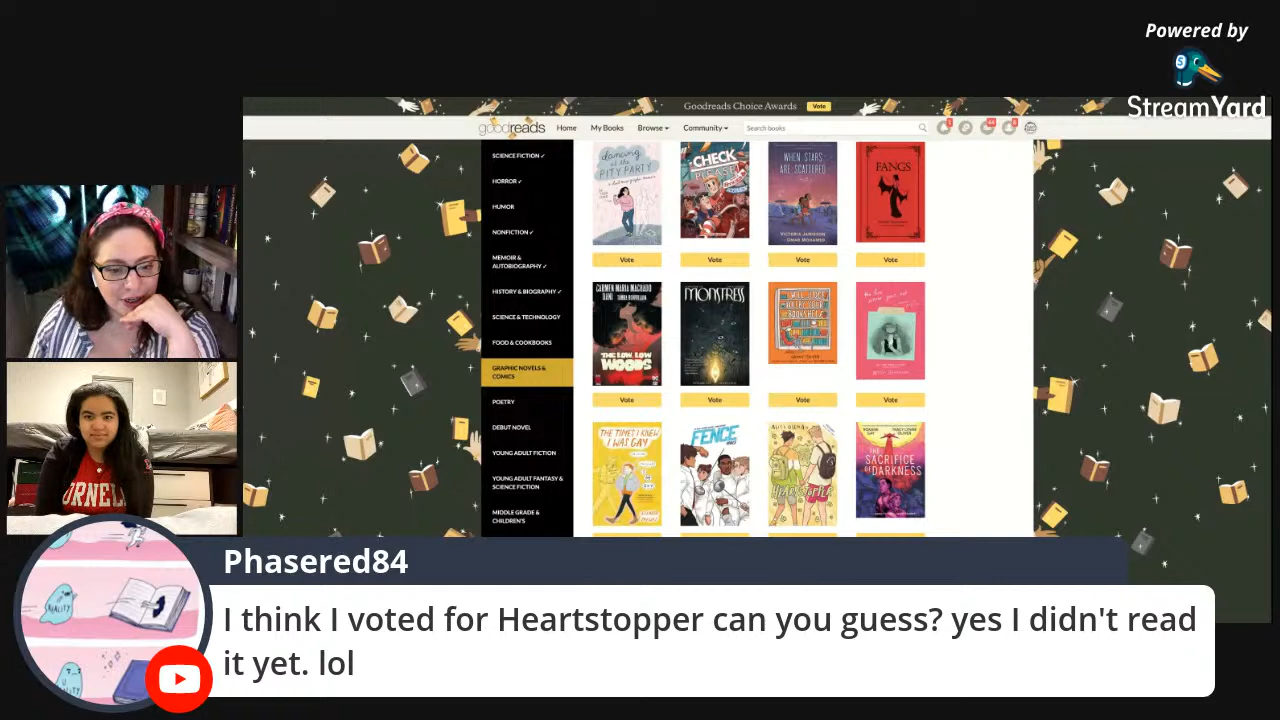 Powered by
StreamYard
Goodreads Choice Awards
Vote
goodreads
Home
My Books
Browse
Community
Search books
SCIENCE FICTION ✓
HORROR ✓
HUMOR
NONFICTION ✓
MEMOIR &
AUTOBIOGRAPHY ✓
HISTORY & BIOGRAPHY ✓
SCIENCE & TECHNOLOGY
FOOD & COOKBOOKS
GRAPHIC NOVELS &
COMICS
POETRY
DEBUT NOVEL
YOUNG ADULT FICTION
YOUNG ADULT FANTASY &
SCIENCE FICTION
MIDDLE GRADE &
CHILDREN'S
dancing
at the
PITY PARTY
CHECK
PLEASE
WHEN STARS
ARE SCATTERED
VICTORIA JAMIESON
OMAR MOHAMED
FANGS
Vote
Vote
Vote
Vote
CARMEN MARIA MACHADO
DANI
THE LOW, LOW
WOODS
MONSTRESS
Vote
Vote
Vote
Vote
THE TIMES I KNEW
I WAS GAY
FENCE
THE
SACRIFICE
OF DARKNESS
CORNELL
Phasered84
I think I voted for Heartstopper can you guess? yes I didn't read
it yet. lol